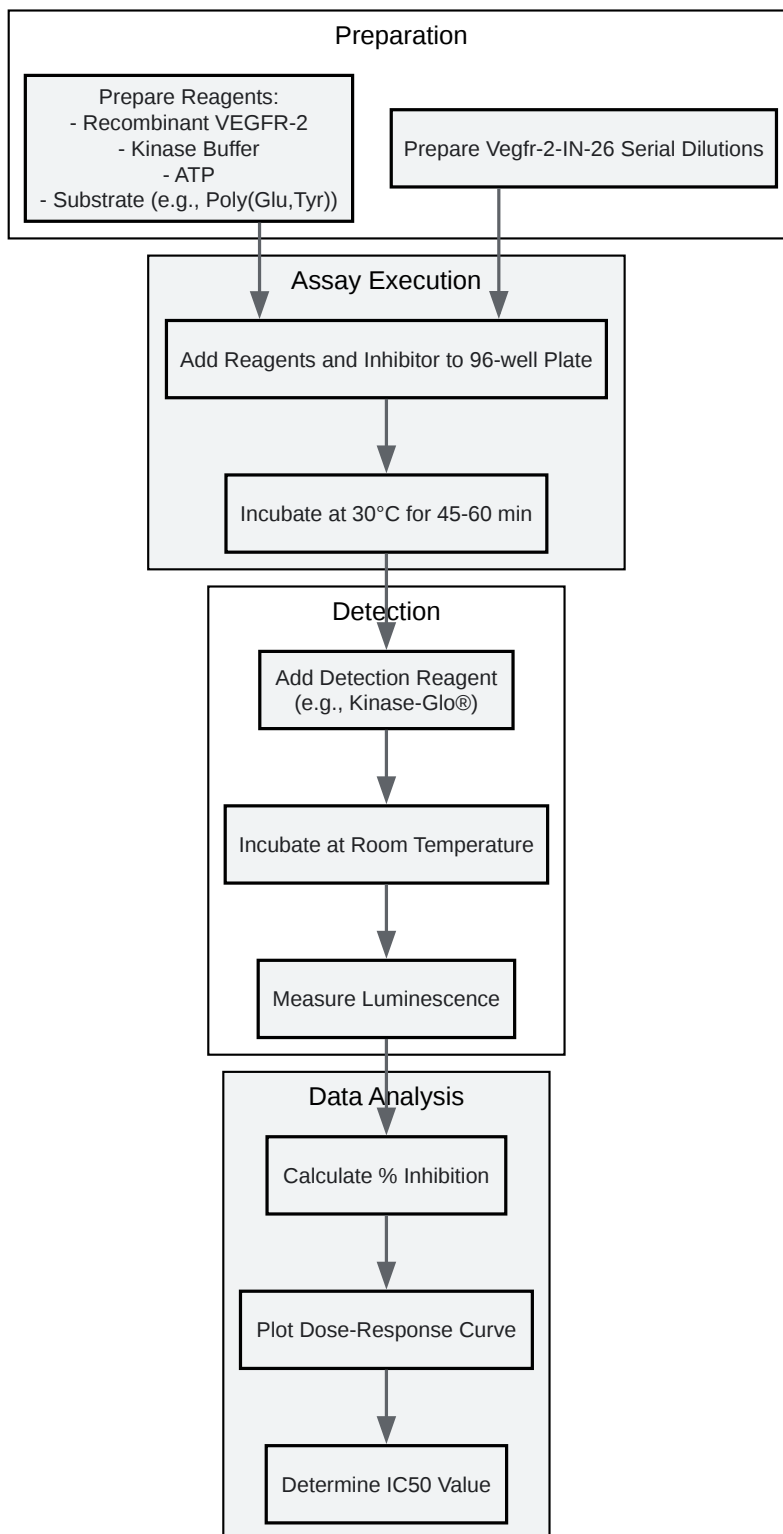 Preparation
Prepare Reagents:
- Recombinant VEGFR-2
- Kinase Buffer
- ATP
- Substrate (e.g., Poly(Glu,Tyr))
Prepare Vegfr-2-IN-26 Serial Dilutions
Assay Execution
Add Reagents and Inhibitor to 96-well Plate
Incubate at 30°C for 45-60 min
Detection
Add Detection Reagent
(e.g., Kinase-Glo®)
Incubate at Room Temperature
Measure Luminescence
Data Analysis
Calculate % Inhibition
Plot Dose-Response Curve
Determine IC50 Value